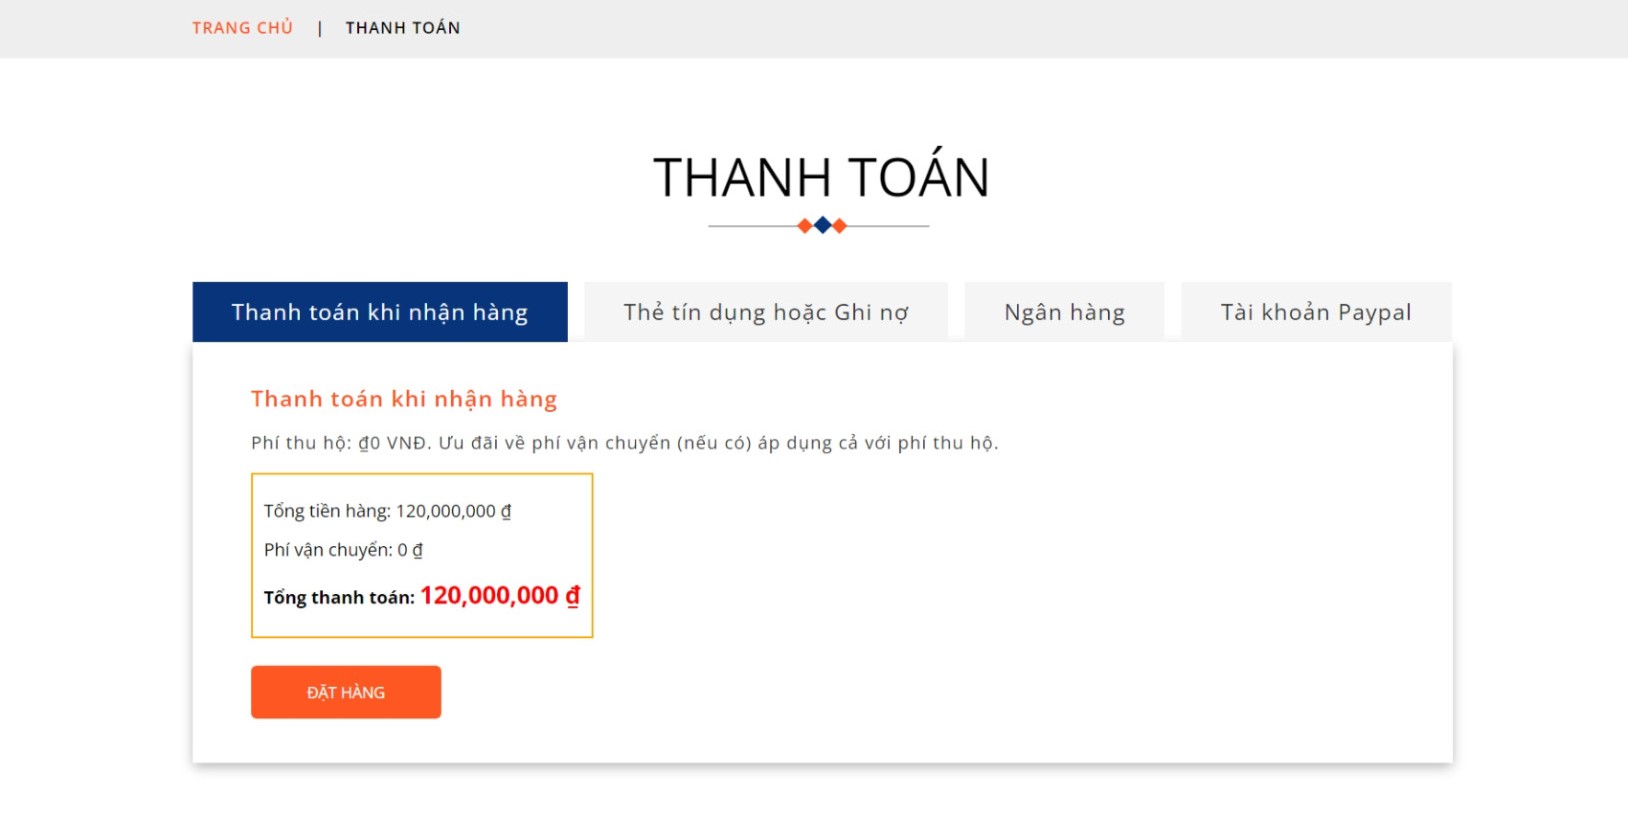 TRANG CHỦ | THANH TOÁN
THANH TOÁN
Thanh toán khi nhận hàng Thẻ tín dụng hoặc Ghi nợ Ngân hàng Tài khoản Paypal
Thanh toán khi nhận hàng
Phí thu hộ: ₫0 VNĐ. Ưu đãi về phí vận chuyển (nếu có) áp dụng cả với phí thu hộ.
Tổng tiền hàng: 120,000,000 ₫
Phí vận chuyển: 0 ₫
Tổng thanh toán: 120,000,000 ₫
ĐẶT HÀNG